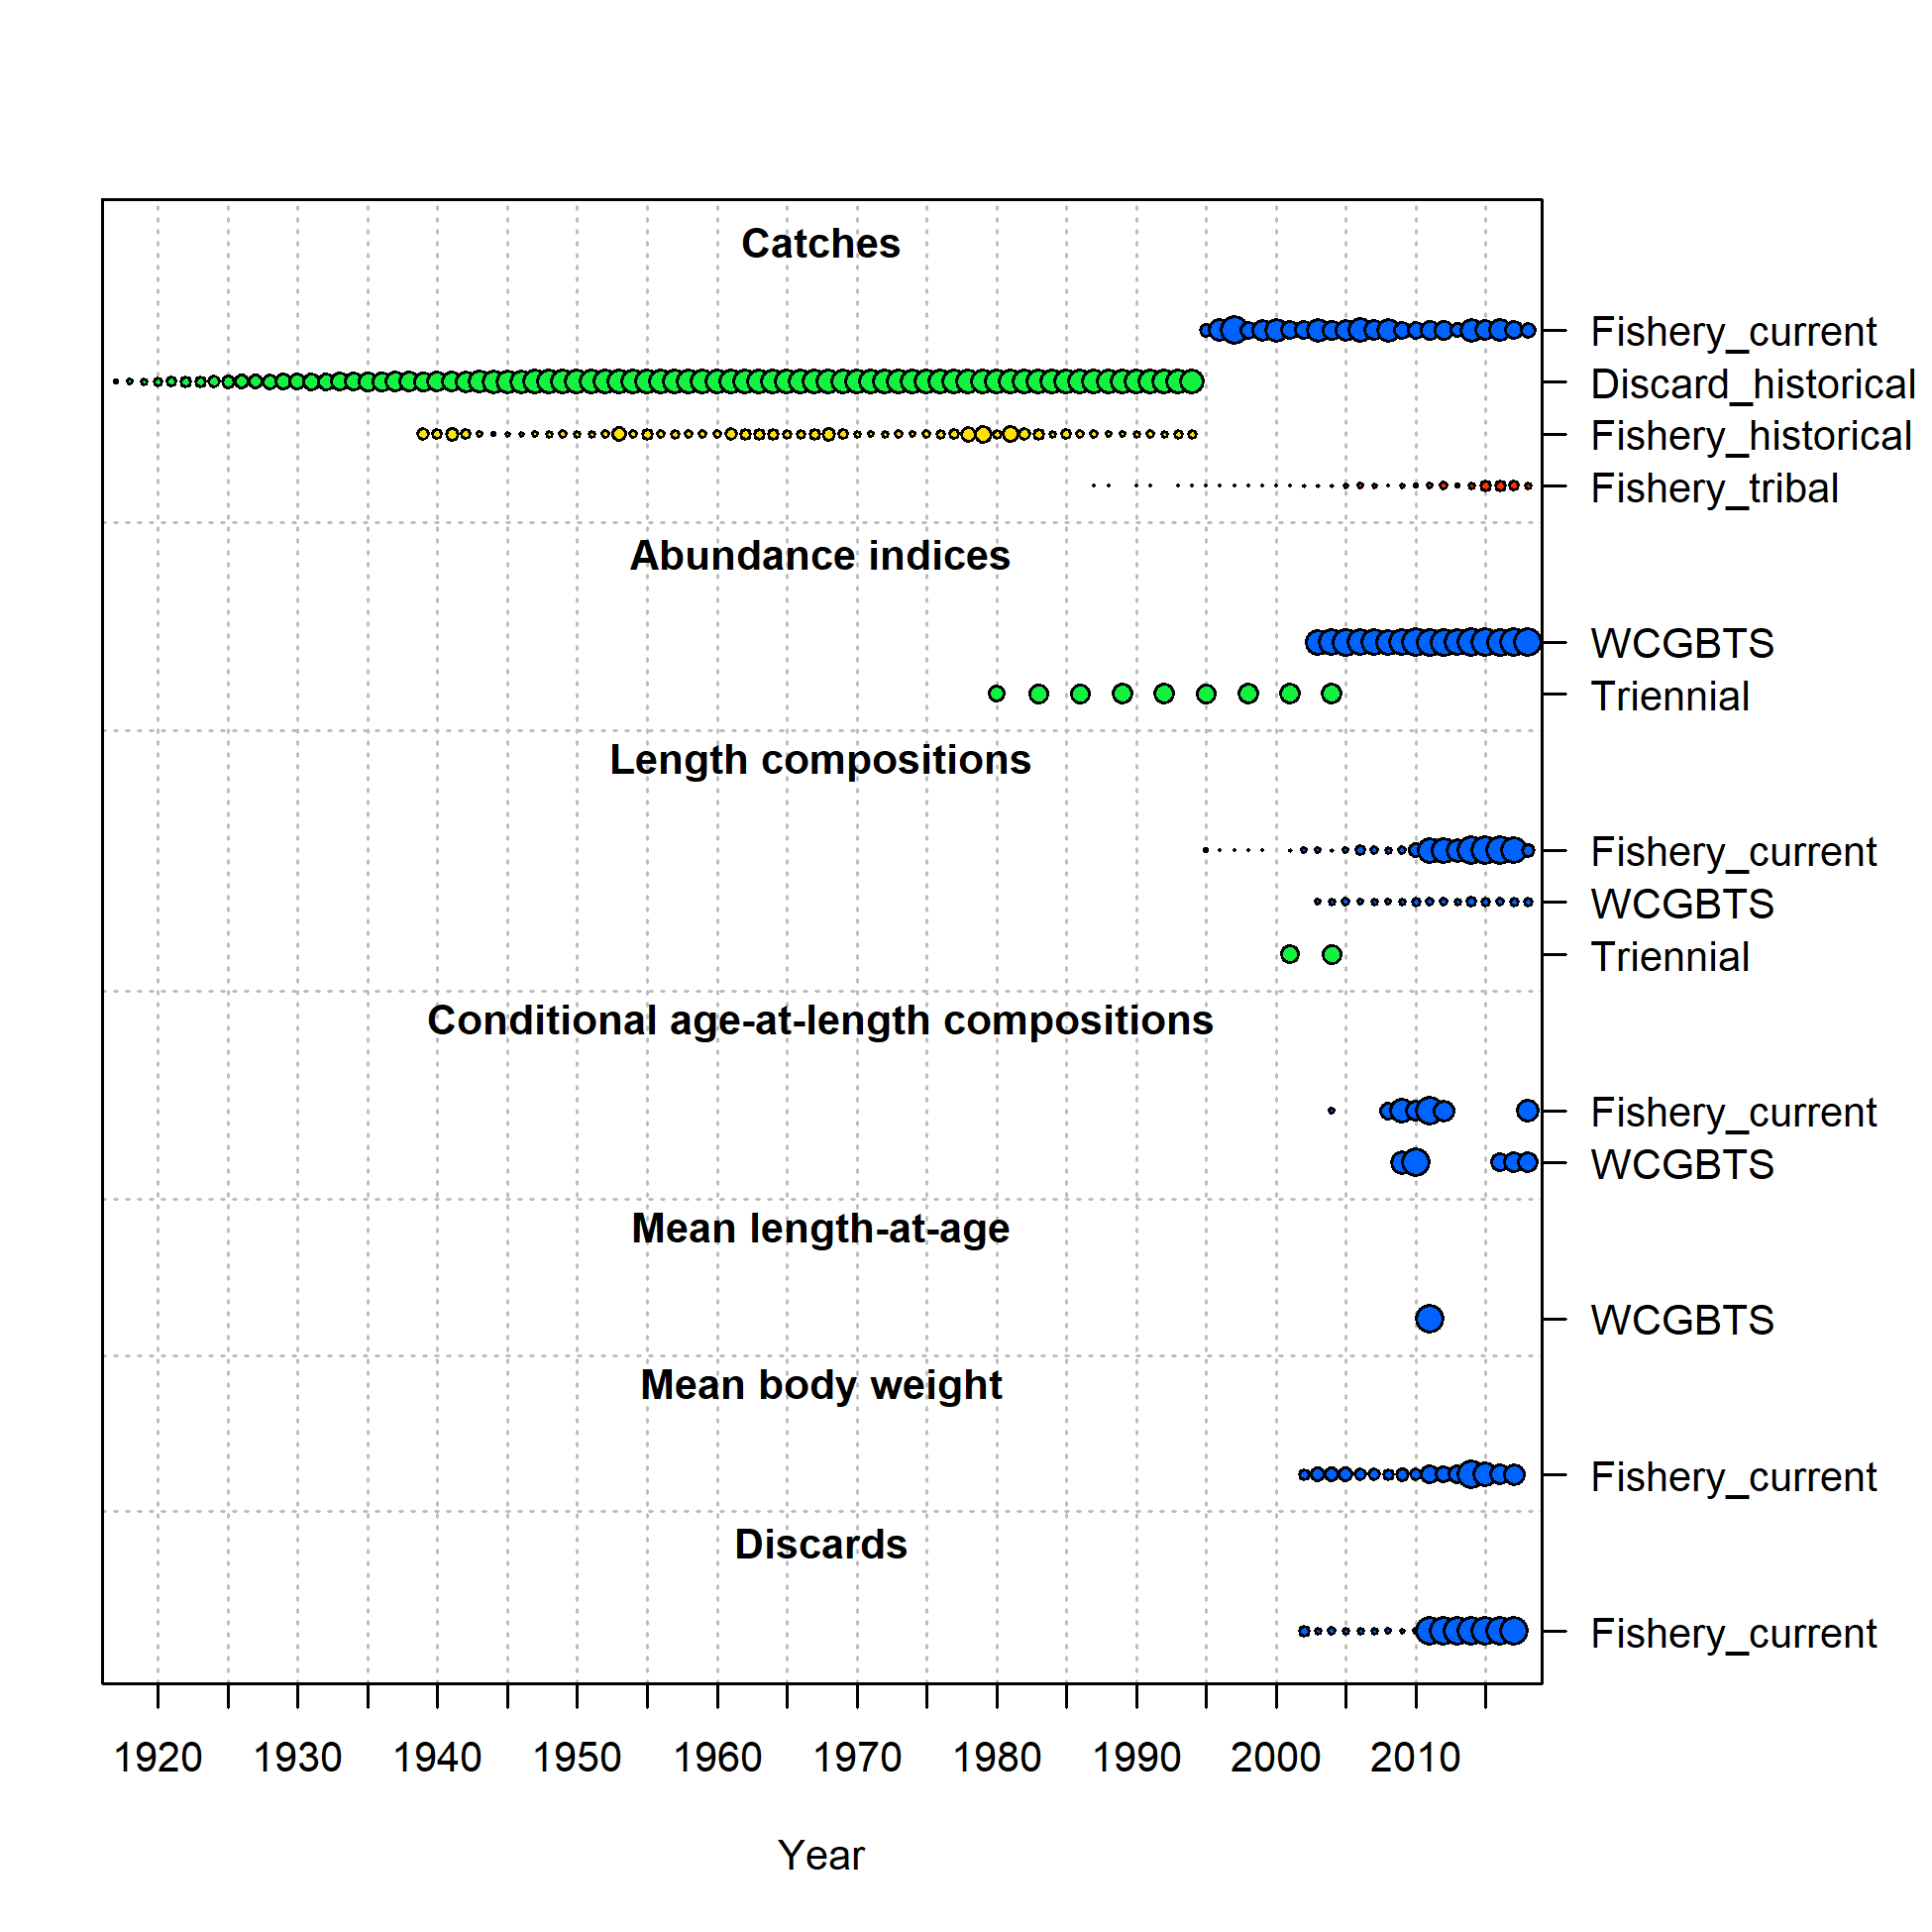 Catches
Fishery_current
Discard_historical
Fishery_historical
Fishery_tribal
Abundance indices
WCGBTS
Triennial
Length compositions
Fishery_current
WCGBTS
Triennial
Conditional age-at-length compositions
Fishery_current
WCGBTS
Mean length-at-age
WCGBTS
Mean body weight
Fishery_current
Discards
Fishery_current
1920 1930 1940 1950 1960 1970 1980 1990 2000 2010
Year